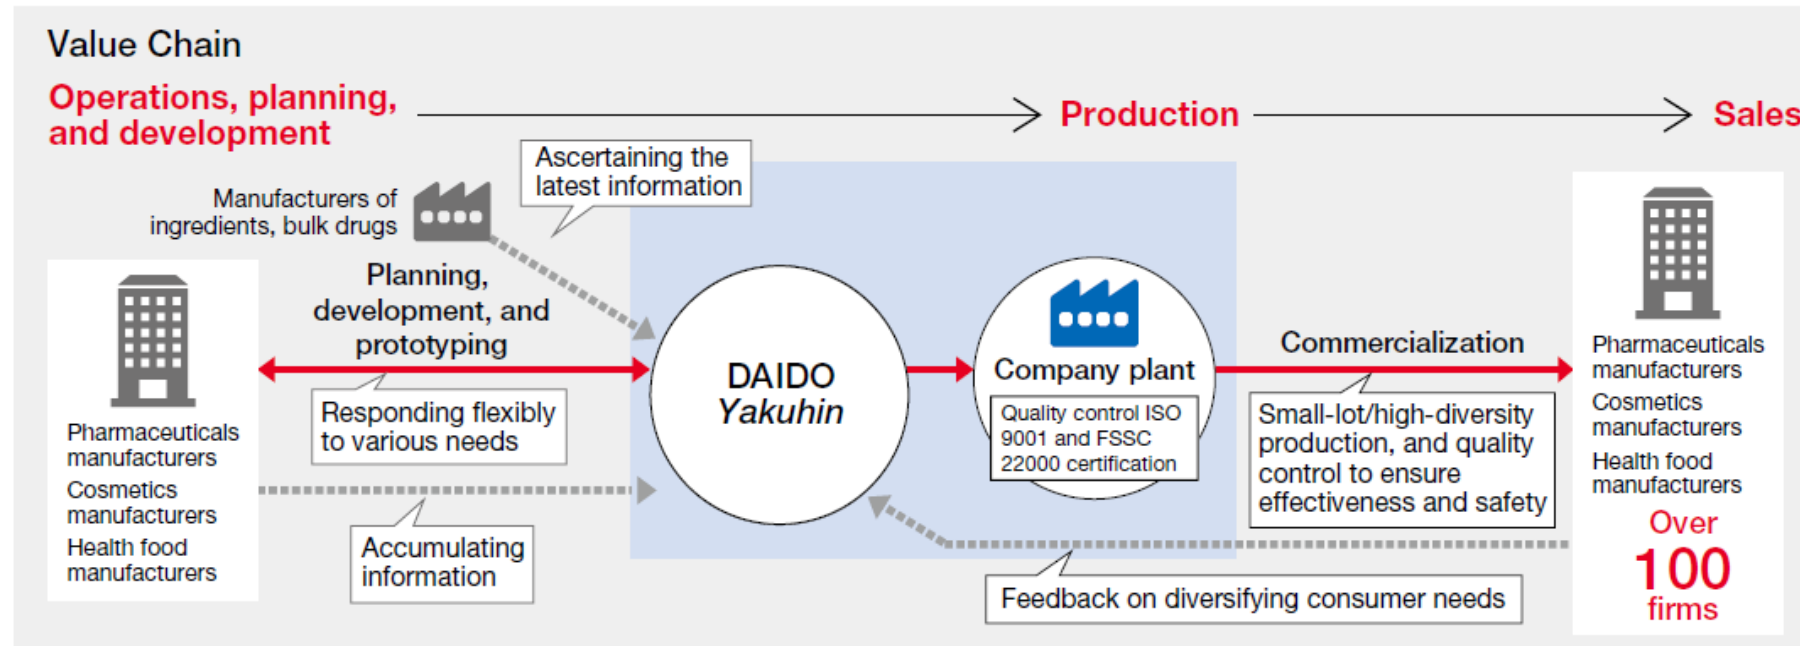 Value Chain
Operations, planning,
and development
Production
Sales
Ascertaining the
latest information
Manufacturers of
ingredients, bulk drugs
Planning,
development, and
prototyping
Responding flexibly
to various needs
Pharmaceuticals
manufacturers
Cosmetics
manufacturers
Health food
manufacturers
Accumulating
information
DAIDO
Yakuhin
Company plant
Quality control ISO
9001 and FSSC
22000 certification
Commercialization
Small-lot/high-diversity
production, and quality
control to ensure
effectiveness and safety
Feedback on diversifying consumer needs
Pharmaceuticals
manufacturers
Cosmetics
manufacturers
Health food
manufacturers
Over
100
firms